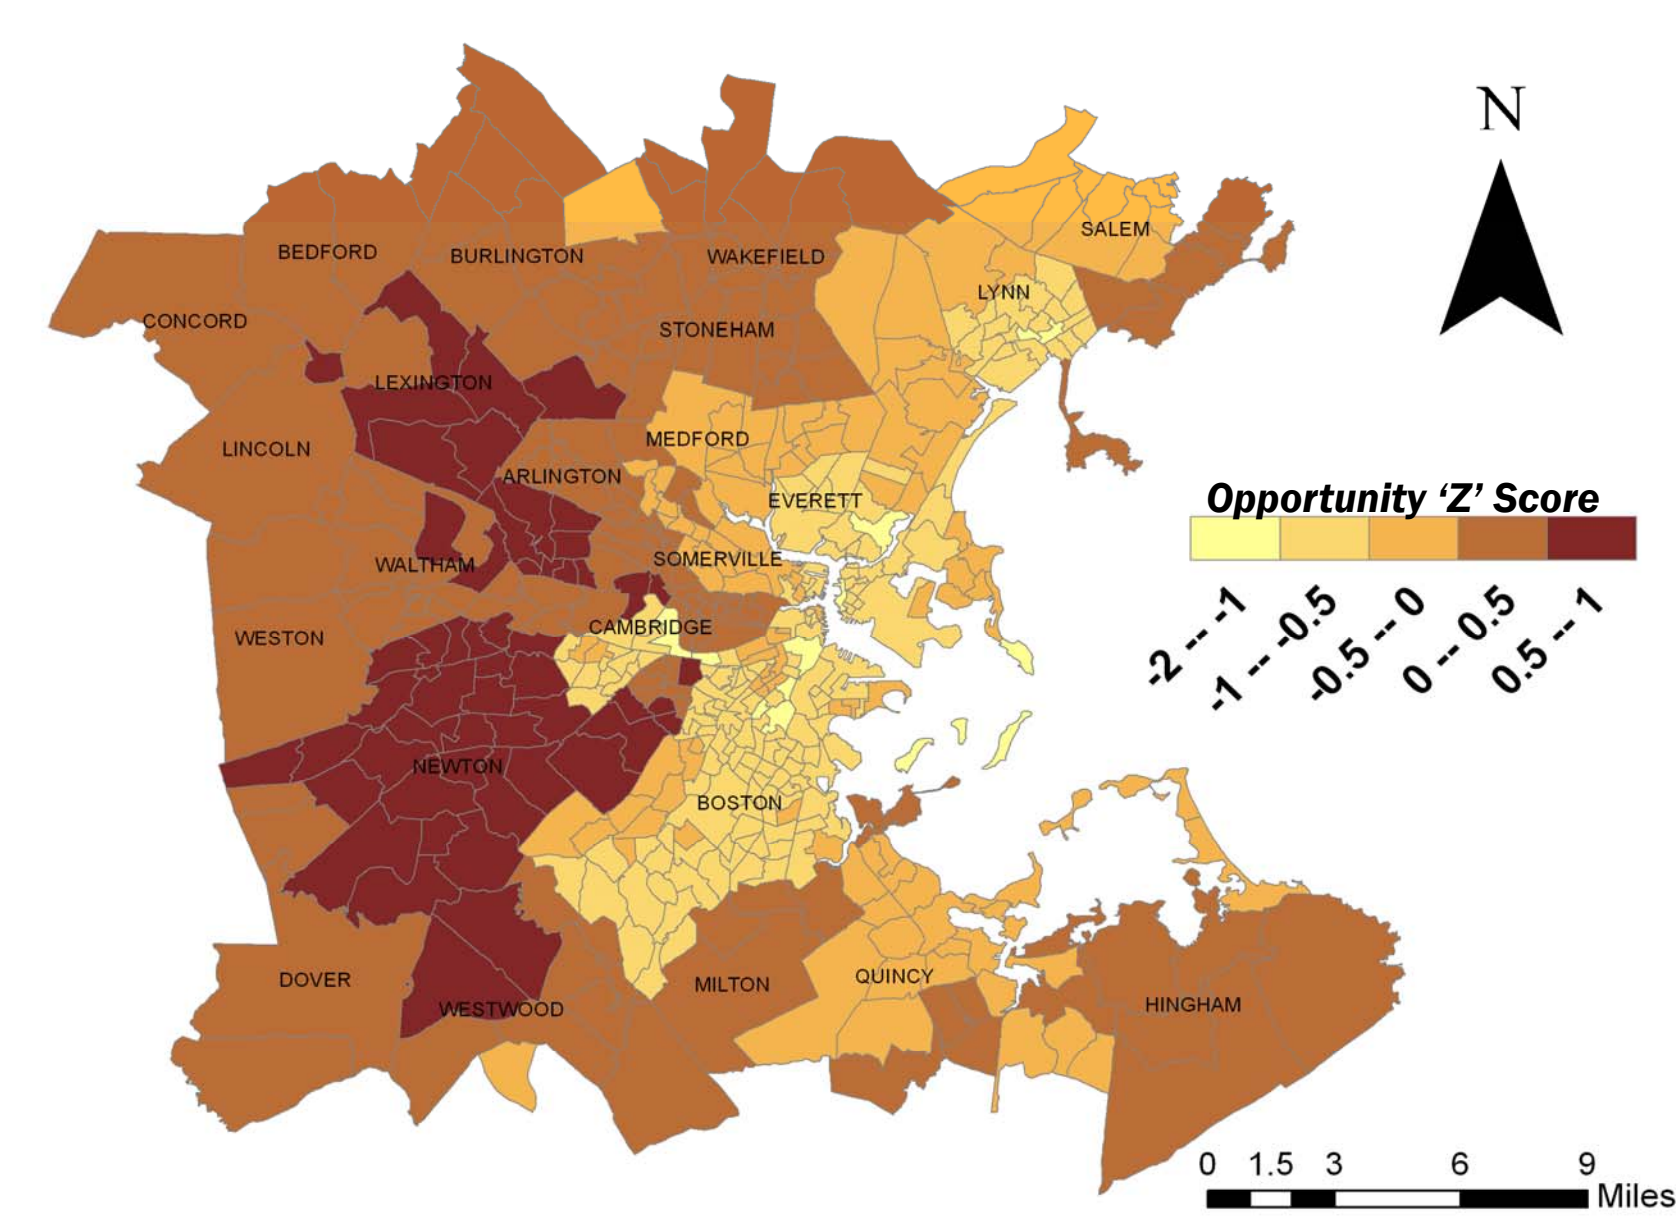 N
SALEM
BEDFORD
BURLINGTON
WAKEFIELD
LYNN
CONCORD
STONEHAM
LEXINGTON
LINCOLN
MEDFORD
ARLINGTON
EVERETT
Opportunity ‘Z’ Score
WALTHAM
SOMERVILLE
-2 -- -1
-1 -- -0.5
-0.5 -- 0
0 -- 0.5
0.5 -- 1
WESTON
CAMBRIDGE
NEWTON
BOSTON
DOVER
MILTON
QUINCY
HINGHAM
WESTWOOD
0 1.5 3 6 9
Miles